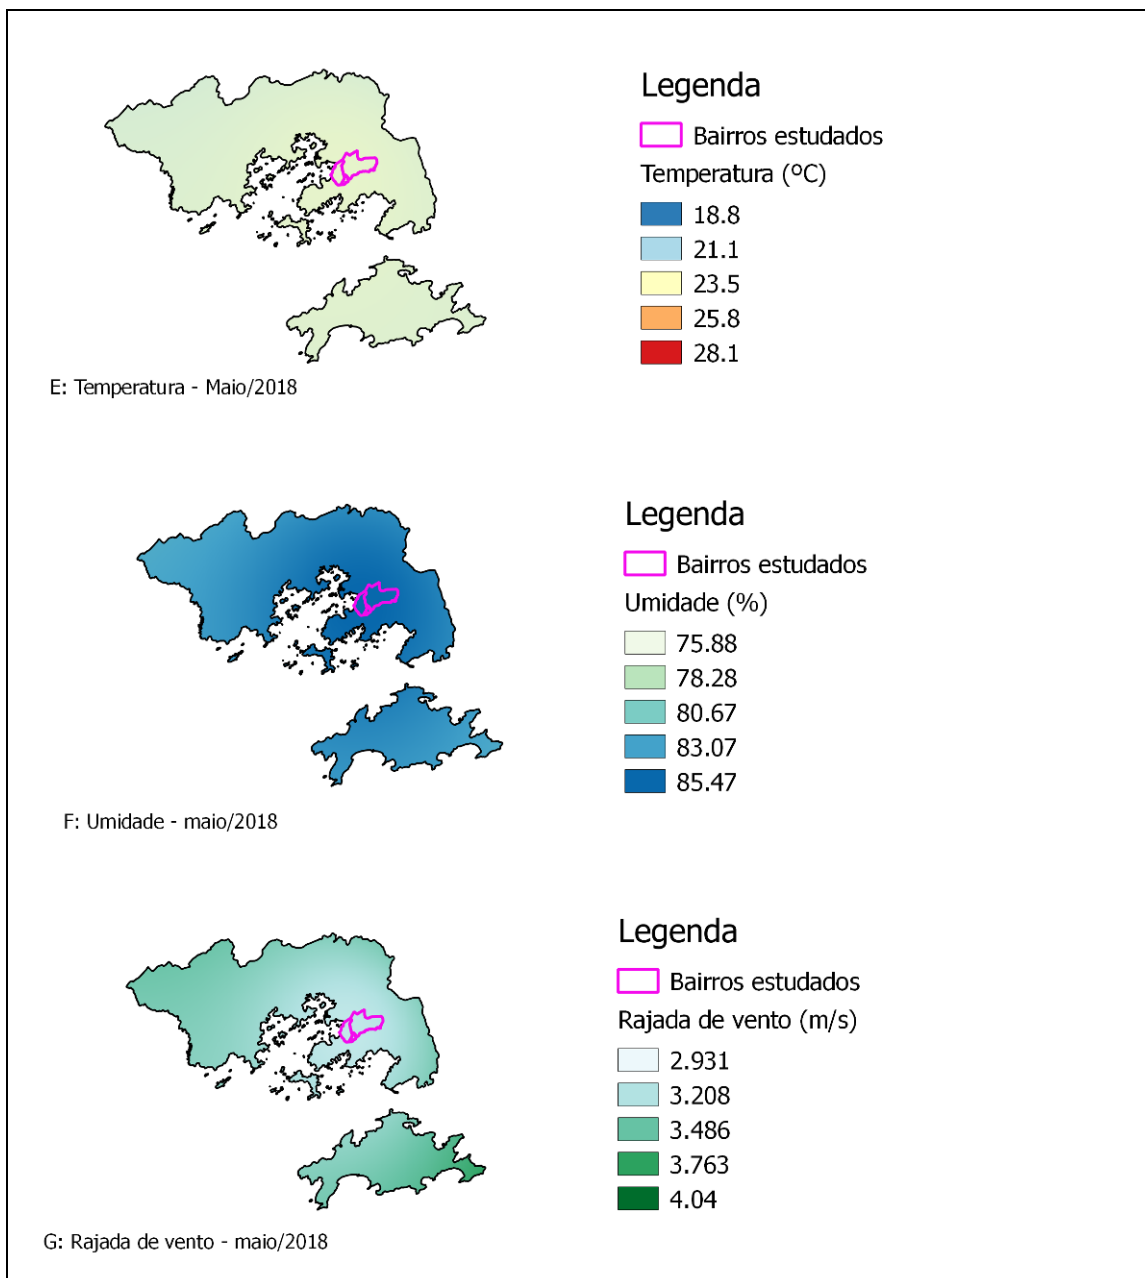 Legenda
Bairros estudados
Temperatura (ºC)
18.8
21.1
23.5
25.8
28.1
E: Temperatura - Maio/2018
Legenda
Bairros estudados
Umidade (%)
75.88
78.28
80.67
83.07
85.47
F: Umidade - maio/2018
Legenda
Bairros estudados
Rajada de vento (m/s)
2.931
3.208
3.486
3.763
4.04
G: Rajada de vento - maio/2018